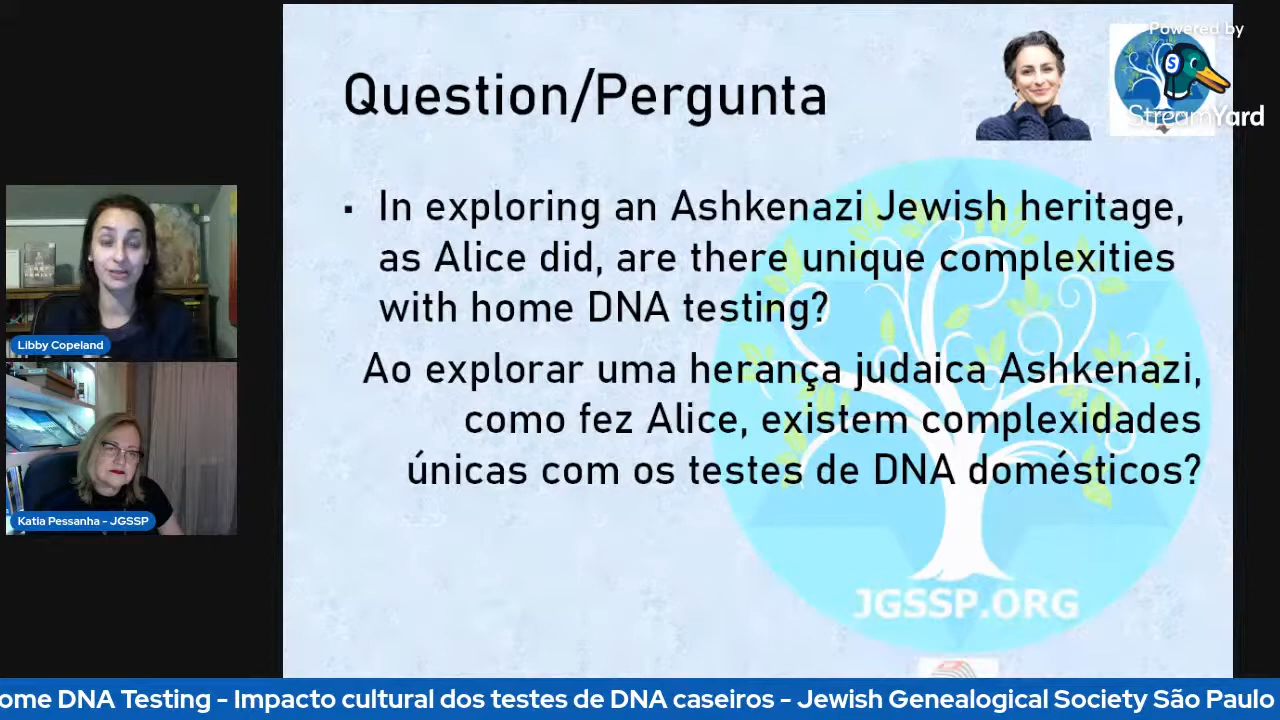 Powered by
StreamYard
Question/Pergunta
In exploring an Ashkenazi Jewish heritage,
as Alice did, are there unique complexities
with home DNA testing?
Ao explorar uma herança judaica Ashkenazi,
como fez Alice, existem complexidades
únicas com os testes de DNA domésticos?
JGSSP.ORG
Libby Copeland
Katia Pessanha - JGSSP
ome DNA Testing - Impacto cultural dos testes de DNA caseiros - Jewish Genealogical Society São Paulo